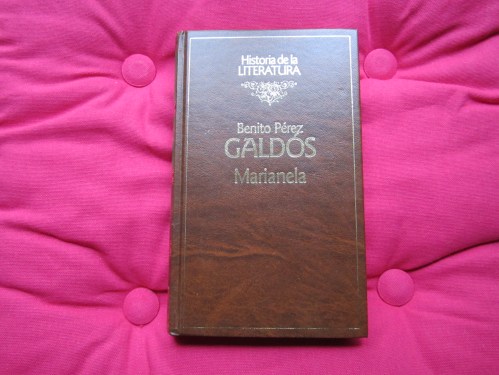 Historia de la
LITERATURA
Benito Pérez
GALDÓS
Marianela